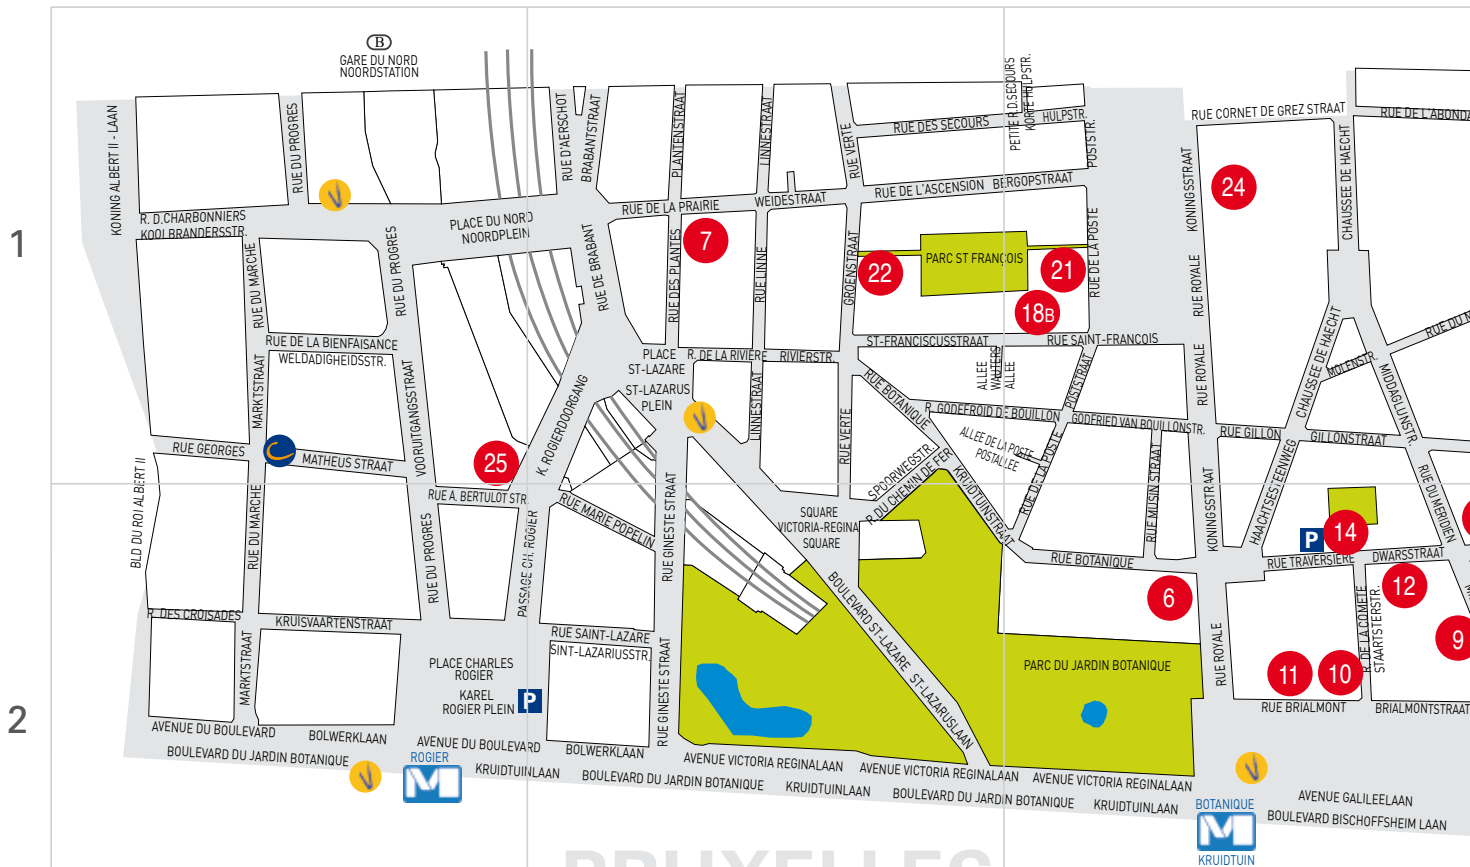 B
GARE DU NORD
NOORDSTATION
KONING ALBERT II - LAAN
RUE DU PROGRES
RUE D'AERSCHOT
BRABANTSTRAAT
PLANTENSTRAAT
LINNESTRAAT
RUE VERTE
RUE DES SECOURS
PETITE R.D.SECOURS
KORTE HULPSTR.
HULPSTR.
POSTSTR.
RUE CORNET DE GREZ STRAAT
RUE DE L'ABONDA
KONINGSSTRAAT
24
CHAUSSEE DE HAECHT
R. D.CHARBONNIERS
KOOLBRANDERSSTR.
PLACE DU NORD
NOORDPLEIN
RUE DE LA PRAIRIE
WEIDESTRAAT
RUE DE L'ASCENSION
BERGOPSTRAAT
1
RUE DU MARCHE
RUE DU PROGRES
RUE DE BRABANT
RUE DES PLANTES
7
RUE LINNE
GROENSTRAAT
22
PARC ST FRANÇOIS
21
18B
RUE DE LA POSTE
RUE ROYALE
RUE DE LA BIENFAISANCE
WELDADIGHEIDSSTR.
PLACE
ST-LAZARE
ST-LAZARUS
PLEIN
R. DE LA RIVIERE
RIVIERSTR.
ST-FRANCISCUSSTRAAT
RUE SAINT-FRANÇOIS
ALLEE
WAUTERS
ALLEE
POSTSTRAAT
RUE ROYALE
CHAUSSEE DE HAECHT
MOLENSTR.
RUE DU M
MIDDAGLIJNSTR.
MARKTSTRAAT
VOORUITGANGSSTRAAT
K. ROGIERDOORGANG
LINNESTRAAT
RUE VERTE
RUE BOTANIQUE
R. GODEFROID DE BOUILLON
GODFRIED VAN BOUILLONSTR.
RUE GILLON
GILLONSTRAAT
RUE GEORGES
MATHEUS STRAAT
25
ALLEE DE LA POSTE
POSTALLEE
SPOORWEGSTR.
R. DU CHEMIN DE FER
KRUIDTUINSTRAAT
RUE DE LA POSTE
RUE MUSIN STRAAT
KONINGSSTRAAT
HAACHTSESTEENWEG
RUE DU MERIDIEN
BLD DU ROI ALBERT II
RUE DU MARCHE
RUE A. BERTULOT STR.
RUE MARIE POPELIN
RUE GINESTE STRAAT
SQUARE
VICTORIA-REGINA
SQUARE
RUE DU PROGRES
PASSAGE CH. ROGIER
P
14
RUE BOTANIQUE
RUE TRAVERSIERE
DWARSSTRAAT
6
12
9
R. DES CROISADES
KRUISVAARTENSTRAAT
RUE SAINT-LAZARE
SINT-LAZARIUSSTR.
BOULEVARD ST-LAZARE
ST-LAZARUSLAAN
PARC DU JARDIN BOTANIQUE
RUE ROYALE
R. DE LA COMETE
STAARTSTERSTR.
11
10
MARKTSTRAAT
PLACE CHARLES
ROGIER
KAREL
ROGIER PLEIN
P
RUE GINESTE STRAAT
RUE BRIALMONT
BRIALMONTSTRAAT
2
AVENUE DU BOULEVARD
BOLWERKLAAN
AVENUE DU BOULEVARD
BOLWERKLAAN
BOULEVARD DU JARDIN BOTANIQUE
ROGIER
M
KRUIDTUINLAAN
BOULEVARD DU JARDIN BOTANIQUE
KRUIDTUINLAAN
BOULEVARD DU JARDIN BOTANIQUE
KRUIDTUINLAAN
AVENUE VICTORIA REGINALAAN
AVENUE VICTORIA REGINALAAN
AVENUE VICTORIA REGINALAAN
BOTANIQUE
M
KRUIDTUIN
AVENUE GALILEELAAN
BOULEVARD BISCHOFFSHEIM LAAN
BRUXELLES